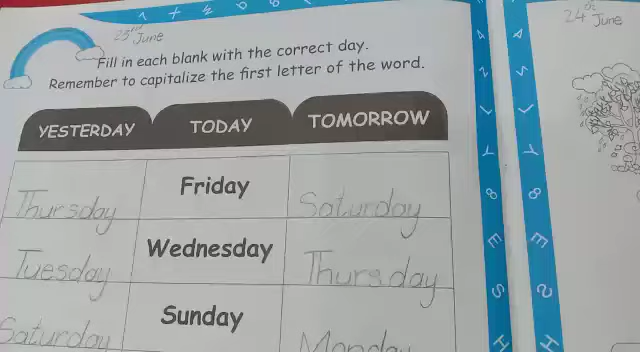 23rd June
24th June
Fill in each blank with the correct day.
Remember to capitalize the first letter of the word.
YESTERDAY TODAY TOMORROW
Thursday Friday Saturday
Tuesday Wednesday Thursday
Saturday Sunday Monday